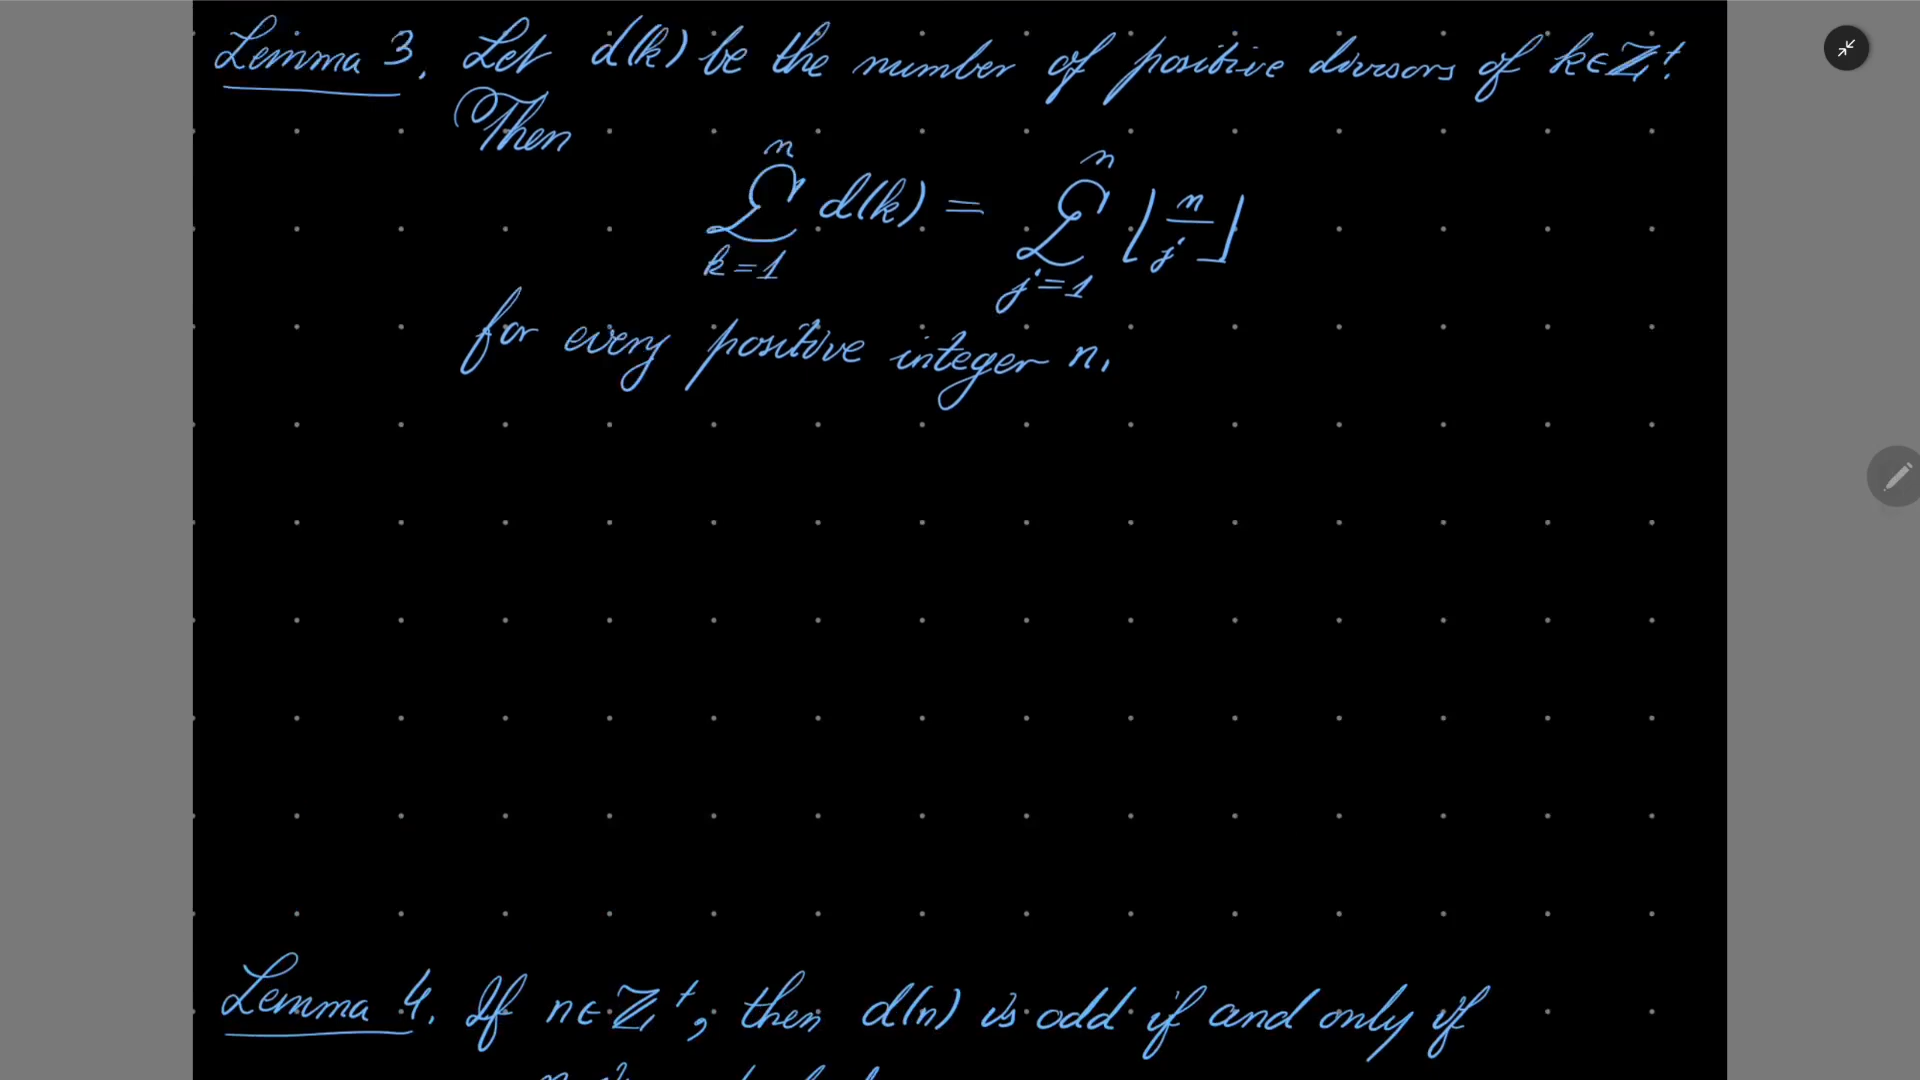 Lemma 3. Let d(k) be the number of positive divisors of k∈ℤ⁺.
Then
∑_{k=1}^{n} d(k) = ∑_{j=1}^{n} ⌊n/j⌋
for every positive integer n.
Lemma 4. If n∈ℤ⁺, then d(n) is odd if and only if